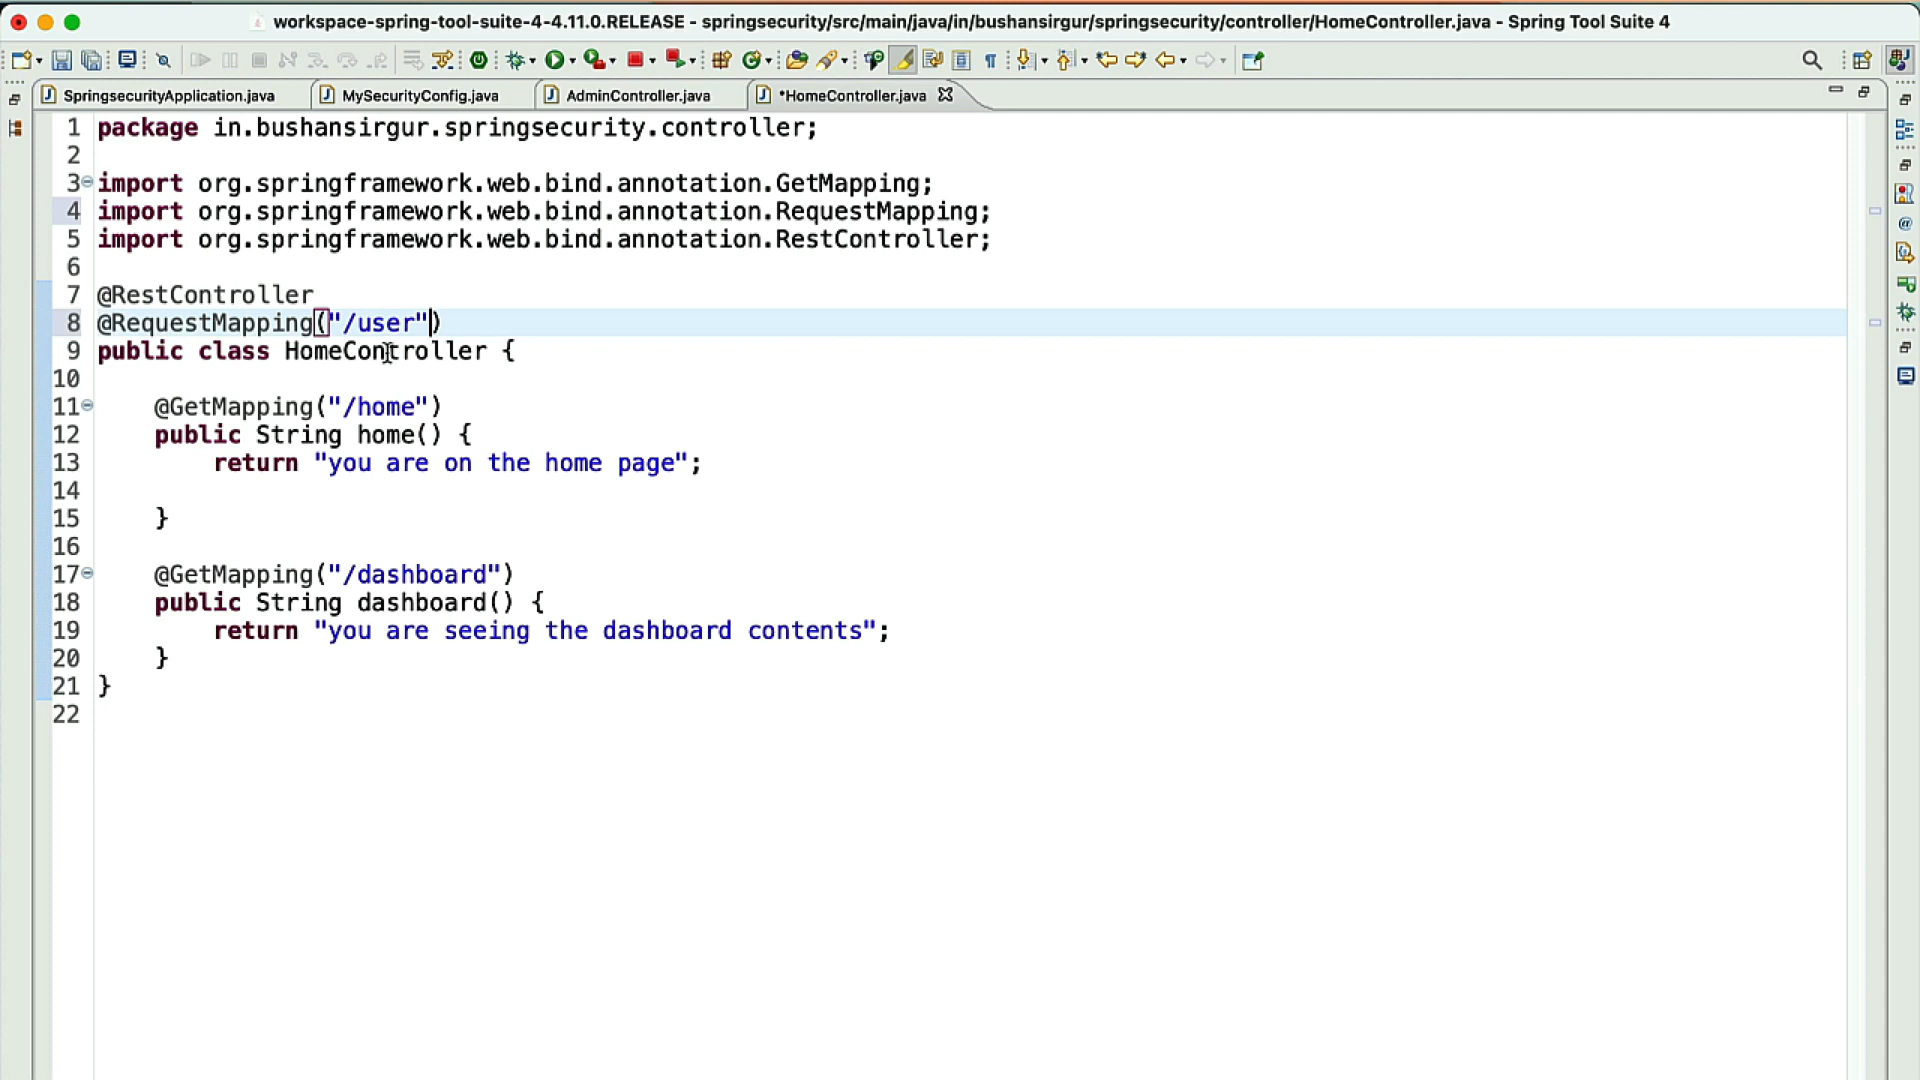 workspace-spring-tool-suite-4-4.11.0.RELEASE - springsecurity/src/main/java/in/bushansirgur/springsecurity/controller/HomeController.java - Spring Tool Suite 4
SpringsecurityApplication.java MySecurityConfig.java AdminController.java *HomeController.java
1 package in.bushansirgur.springsecurity.controller;
2
3 import org.springframework.web.bind.annotation.GetMapping;
4 import org.springframework.web.bind.annotation.RequestMapping;
5 import org.springframework.web.bind.annotation.RestController;
6
7 @RestController
8 @RequestMapping("/user")
9 public class HomeController {
10
11 @GetMapping("/home")
12 public String home() {
13 return "you are on the home page";
14
15 }
16
17 @GetMapping("/dashboard")
18 public String dashboard() {
19 return "you are seeing the dashboard contents";
20 }
21 }
22